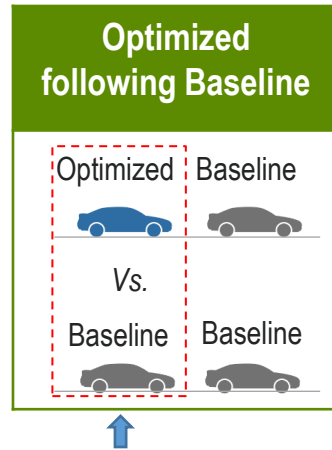 Optimized
following Baseline
Optimized Baseline
Vs.
Baseline Baseline